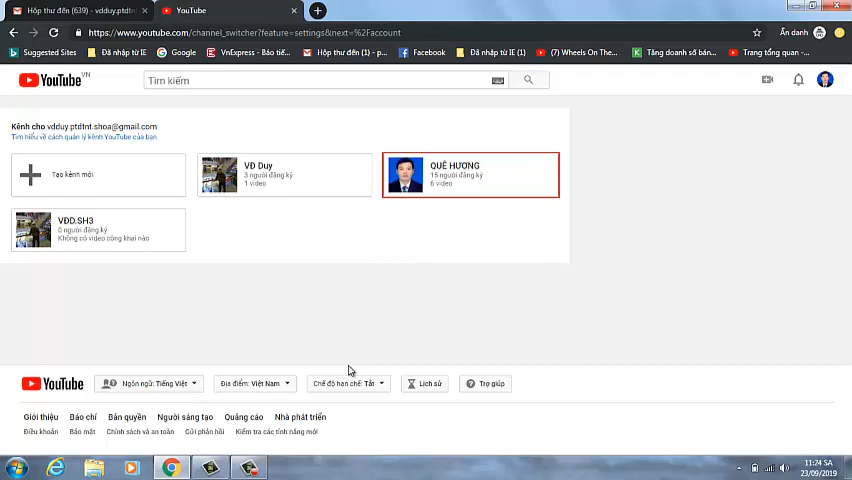 Hộp thư đến (639) - vdduy.ptdtn
YouTube
https://www.youtube.com/channel_switcher?feature=settings&next=%2Faccount
Ẩn danh
Suggested Sites
Đã nhập từ IE
Google
VnExpress - Báo tiế...
Hộp thư đến (1) - p...
Facebook
Đã nhập từ IE (1)
(7) Wheels On The...
Tăng doanh số bán...
Trang tổng quan -...
YouTube VN
Tìm kiếm
Kênh cho vdduy.ptdtnt.shoa@gmail.com
Tìm hiểu về cách quản lý kênh YouTube của bạn
Tạo kênh mới
VĐ Duy
3 người đăng ký
1 video
QUÊ HƯƠNG
15 người đăng ký
6 video
VĐD.SH3
0 người đăng ký
Không có video công khai nào
YouTube
Ngôn ngữ: Tiếng Việt
Địa điểm: Việt Nam
Chế độ hạn chế: Tắt
Lịch sử
Trợ giúp
Giới thiệu
Báo chí
Bản quyền
Người sáng tạo
Quảng cáo
Nhà phát triển
Điều khoản
Bảo mật
Chính sách và an toàn
Gửi phản hồi
Kiểm tra các tính năng mới
11:24 SA
23/09/2019